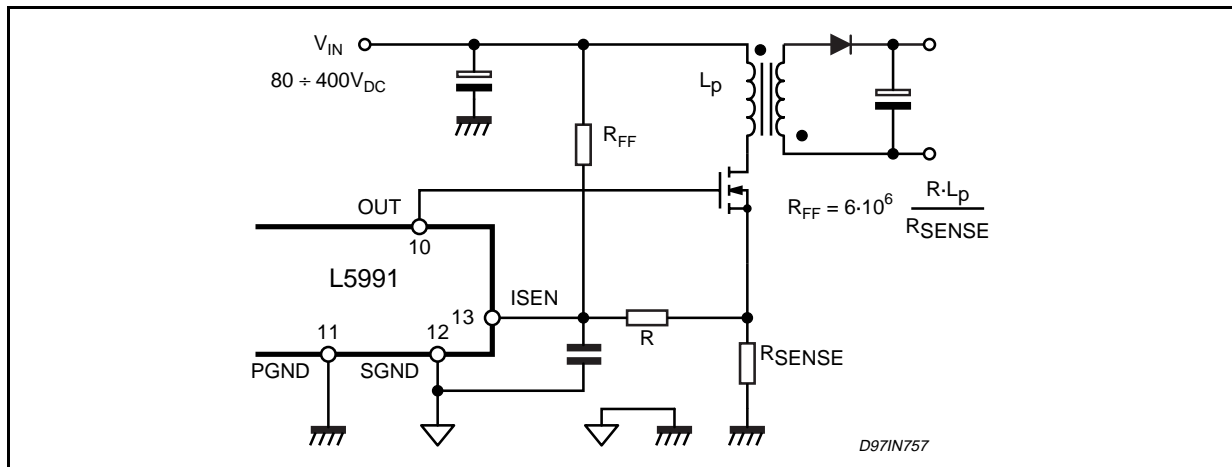 V_IN
80 ÷ 400V_DC
L_p
R_FF
OUT
10
R_FF = 6·10^6 R·L_p / R_SENSE
L5991
ISEN
13
11
12
R
R_SENSE
PGND
SGND
D97IN757